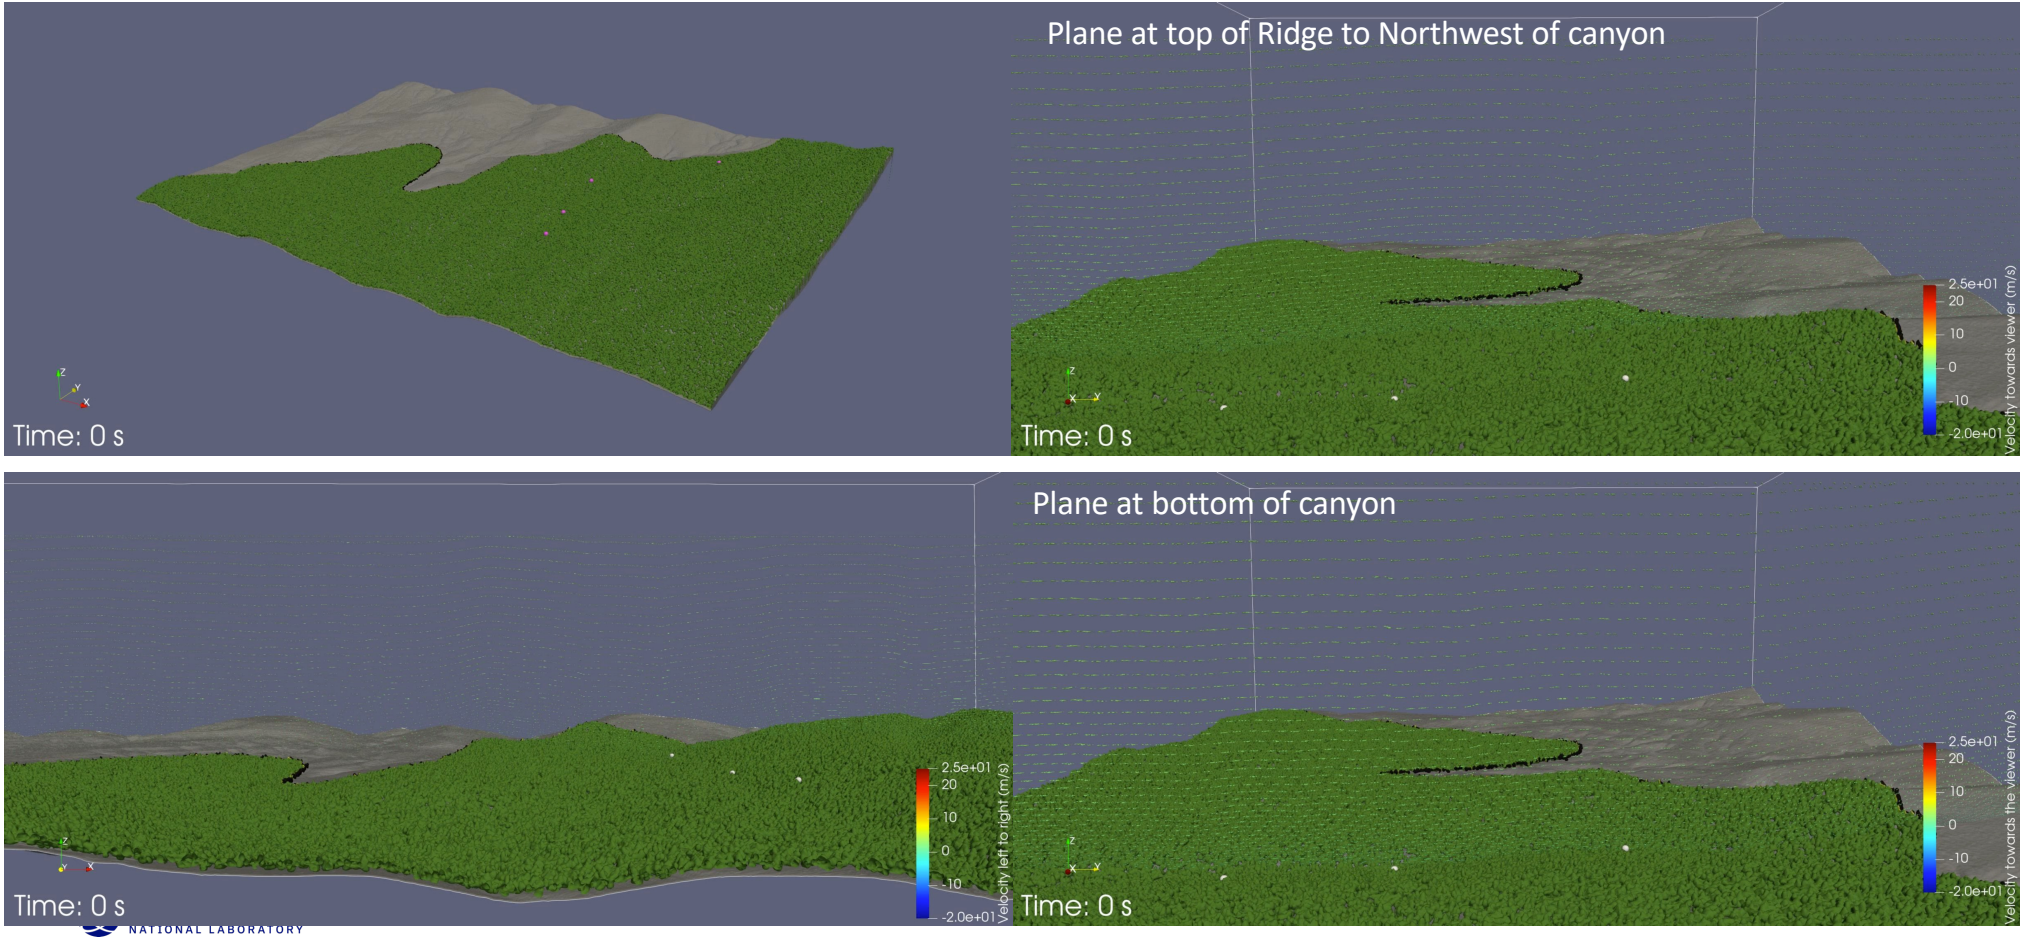 Z
Y
X
Time: 0 s
Plane at top of Ridge to Northwest of canyon
2.5e+01
20
10
0
-10
-2.0e+01
Velocity towards viewer (m/s)
Z
X
Y
Time: 0 s
2.5e+01
20
10
0
-10
-2.0e+01
Velocity left to right (m/s)
Z
Y
X
Time: 0 s
NATIONAL LABORATORY
Plane at bottom of canyon
2.5e+01
20
10
0
-10
-2.0e+01
Velocity towards the viewer (m/s)
Z
X
Y
Time: 0 s